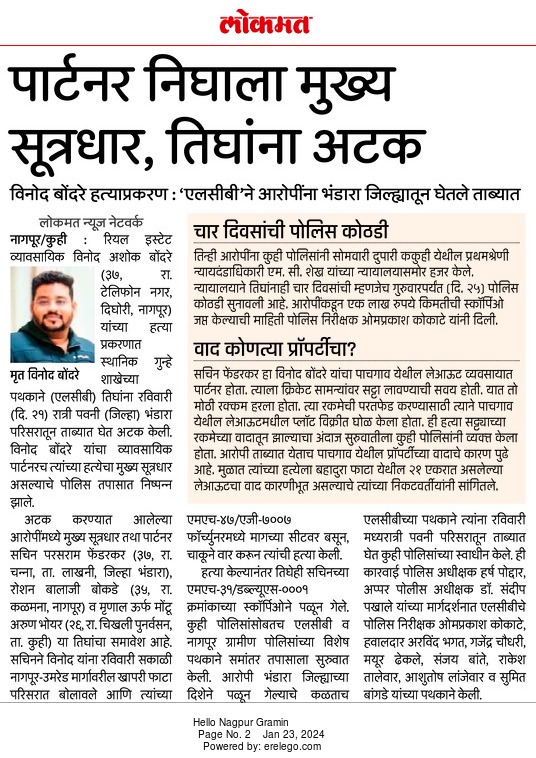 लोकमत
पार्टनर निघाला मुख्य
सूत्रधार, तिघांना अटक
विनोद बोंदरे हत्याप्रकरण : ‘एलसीबी’ने आरोपींना भंडारा जिल्ह्यातून घेतले ताब्यात
लोकमत न्यूज नेटवर्क
नागपूर/कुही : रियल इस्टेट
व्यावसायिक विनोद अशोक बोंदरे
(३७, रा.
टेलिफोन नगर,
दिघोरी, नागपूर)
यांच्या हत्या
प्रकरणात
स्थानिक गुन्हे
शाखेच्या
मृत विनोद बोंदरे
पथकाने (एलसीबी) तिघांना रविवारी
(दि. २१) रात्री पवनी (जिल्हा) भंडारा
परिसरातून ताब्यात घेत अटक केली.
विनोद बोंदरे यांचा व्यावसायिक
पार्टनरच त्यांच्या हत्येचा मुख्य सूत्रधार
असल्याचे पोलिस तपासात निष्पन्न
झाले.
अटक करण्यात आलेल्या
आरोपींमध्ये मुख्य सूत्रधार तथा पार्टनर
सचिन परसराम फेंडरकर (३७, रा.
चन्ना, ता. लाखनी, जिल्हा भंडारा),
रोशन बालाजी बोकडे (३५, रा.
कळमना, नागपूर) व मृणाल ऊर्फ मोंटू
अरुण भोयर (२६, रा. चिखली पुनर्वसन,
ता. कुही) या तिघांचा समावेश आहे.
सचिनने विनोद यांना रविवारी सकाळी
नागपूर-उमरेड मार्गावरील खापरी फाटा
परिसरात बोलावले आणि त्यांच्या
चार दिवसांची पोलिस कोठडी
तिन्ही आरोपींना कुही पोलिसांनी सोमवारी दुपारी ककुही येथील प्रथमश्रेणी
न्यायदंडाधिकारी एम. सी. शेख यांच्या न्यायालयासमोर हजर केले.
न्यायालयाने तिघांनाही चार दिवसांची म्हणजेच गुरुवारपर्यंत (दि. २५) पोलिस
कोठडी सुनावली आहे. आरोपींकडून एक लाख रुपये किमतीची स्कॉर्पिओ
जप्त केल्याची माहिती पोलिस निरीक्षक ओमप्रकाश कोकाटे यांनी दिली.
वाद कोणत्या प्रॉपर्टीचा?
सचिन फेंडरकर हा विनोद बोंदरे यांचा पाचगाव येथील लेआऊट व्यवसायात
पार्टनर होता. त्याला क्रिकेट सामन्यांवर सट्टा लावण्याची सवय होती. यात तो
मोठी रक्कम हरला होता. त्या रकमेची परतफेड करण्यासाठी त्याने पाचगाव
येथील लेआऊटमधील प्लॉट विक्रीत घोळ केला होता. ही हत्या सट्ट्याच्या
रकमेच्या वादातून झाल्याचा अंदाज सुरुवातीला कुही पोलिसांनी व्यक्त केला
होता. आरोपी ताब्यात येताच पाचगाव येथील प्रॉपर्टीच्या वादाचे कारण पुढे
आहे. मुळात त्यांच्या हत्येला बहादुरा फाटा येथील २१ एकरात असलेल्या
लेआऊटचा वाद कारणीभूत असल्याचे त्यांच्या निकटवर्तीयांनी सांगितले.
एमएच-४७/एजी-७००७
फॉर्च्युनरमध्ये मागच्या सीटवर बसून,
चाकूने वार करून त्यांची हत्या केली.
हत्या केल्यानंतर तिघेही सचिनच्या
एमएच-३१/डब्ल्यूएस-०००१
क्रमांकाच्या स्कॉर्पिओने पळून गेले.
कुही पोलिसांसोबतच एलसीबी व
नागपूर ग्रामीण पोलिसांच्या विशेष
पथकाने समांतर तपासाला सुरुवात
केली. आरोपी भंडारा जिल्ह्याच्या
दिशेने पळून गेल्याचे कळताच
एलसीबीच्या पथकाने त्यांना रविवारी
मध्यरात्री पवनी परिसरातून ताब्यात
घेत कुही पोलिसांच्या स्वाधीन केले. ही
कारवाई पोलिस अधीक्षक हर्ष पोद्दार,
अप्पर पोलीस अधीक्षक डॉ. संदीप
पखाले यांच्या मार्गदर्शनात एलसीबीचे
पोलिस निरीक्षक ओमप्रकाश कोकाटे,
हवालदार अरविंद भगत, गजेंद्र चौधरी,
मयूर ढेकले, संजय बांते, राकेश
तालेवार, आशुतोष लांजेवार व सुमित
बांगडे यांच्या पथकाने केली.
Hello Nagpur Gramin
Page No. 2 Jan 23, 2024
Powered by: erelego.com